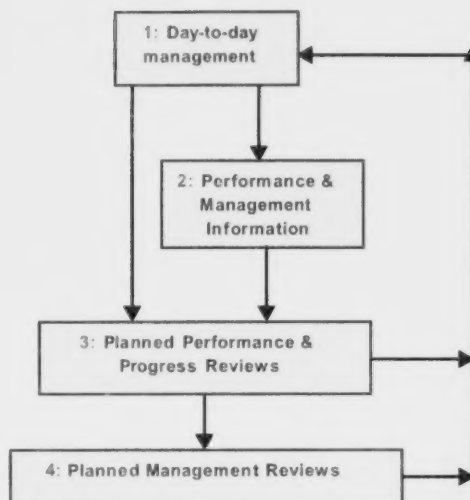 1: Day-to-day
management
2: Performance &
Management
Information
3: Planned Performance &
Progress Reviews
4: Planned Management Reviews